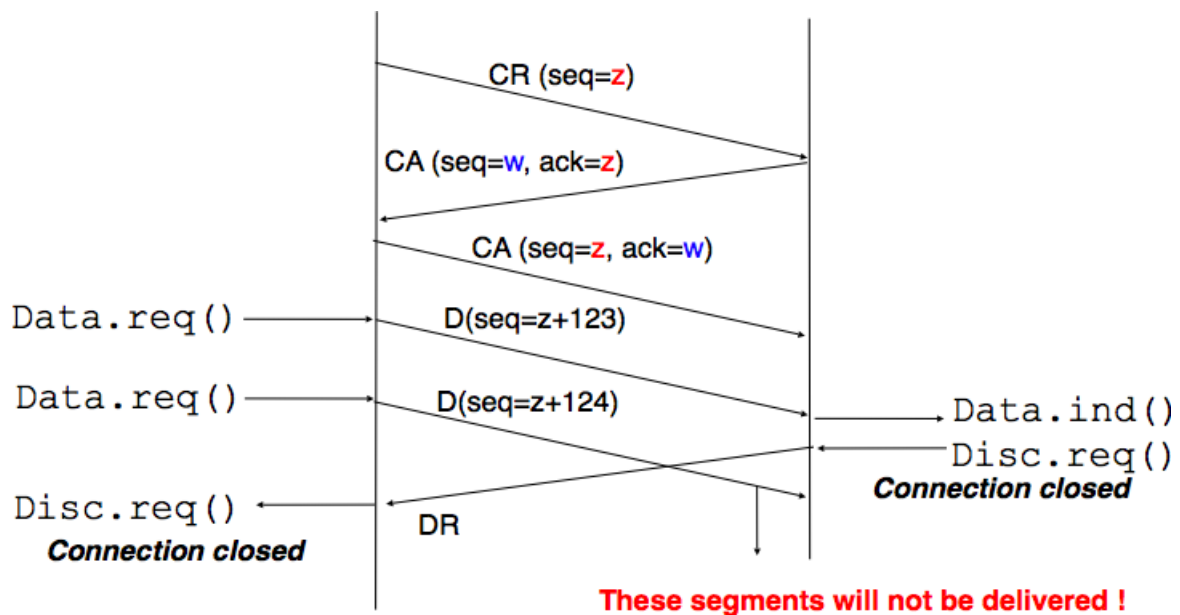 CR (seq=z)
CA (seq=w, ack=z)
CA (seq=z, ack=w)
Data.req()
D(seq=z+123)
Data.req()
D(seq=z+124)
Data.ind()
Disc.req()
Connection closed
Disc.req()
DR
Connection closed
These segments will not be delivered !